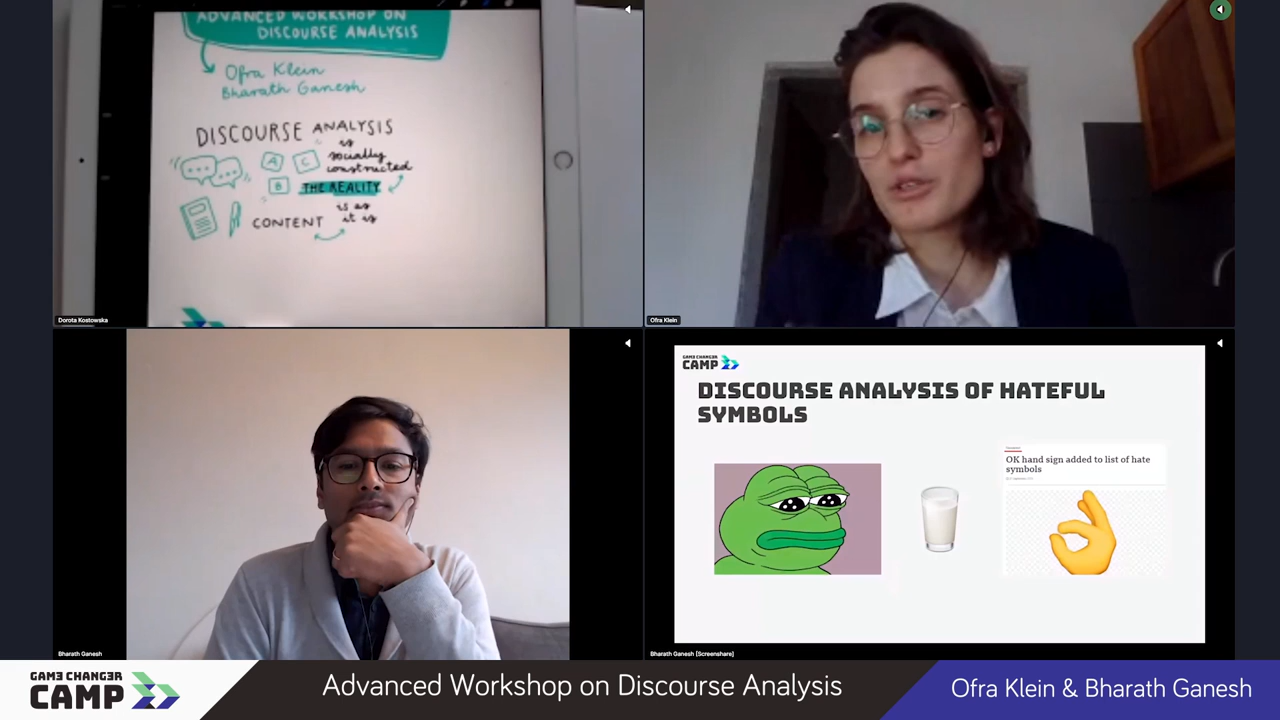 ADVANCED WORKSHOP ON
DISCOURSE ANALYSIS
Ofra Klein
Bharath Ganesh
DISCOURSE ANALYSIS
is
A C socially
constructed
B THE REALITY
is as
CONTENT it is
Dorota Kostowska
Ofra Klein
Bharath Ganesh
GAME CHANGER
CAMP
DISCOURSE ANALYSIS OF HATEFUL
SYMBOLS
OK hand sign added to list of hate
symbols
Bharath Ganesh [Screenshare]
GAME CHANGER
CAMP
Advanced Workshop on Discourse Analysis
Ofra Klein & Bharath Ganesh